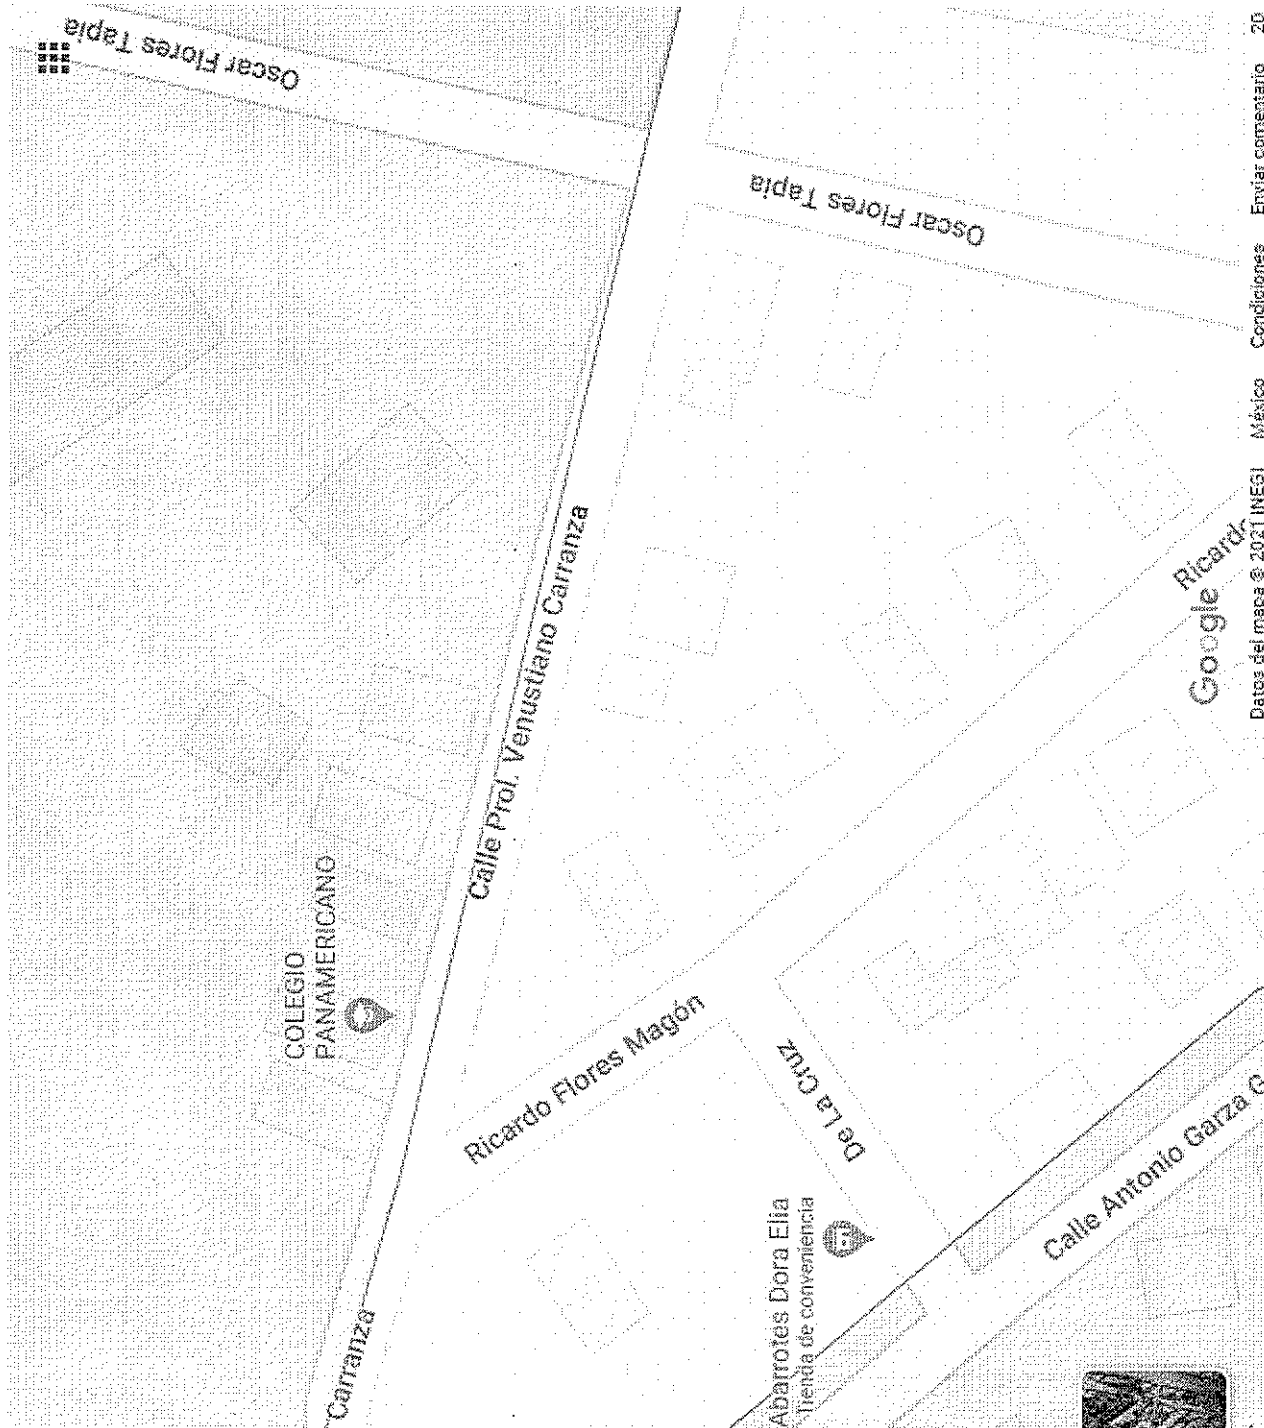 Oscar Flores Tapia
Oscar Flores Tapia
Calle Prol. Venustiano Carranza
COLEGIO
PANAMERICANO
Ricardo Flores Magón
De La Cruz
Abarrotes Dora Elia
Tienda de conveniencia
Calle Antonio Garza G
Carranza
Ricardo
Google
Datos del mapa © 2021 INEGI México Condiciones Enviar comentario 20